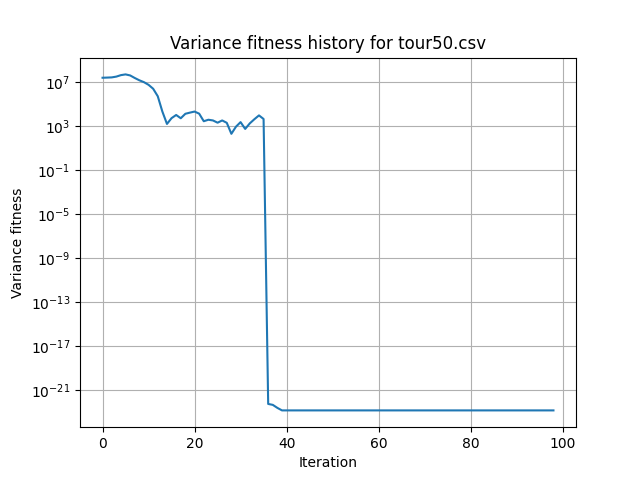 Variance fitness history for tour50.csv
Variance fitness
10^7
10^3
10^−1
10^−5
10^−9
10^−13
10^−17
10^−21
0 20 40 60 80 100
Iteration